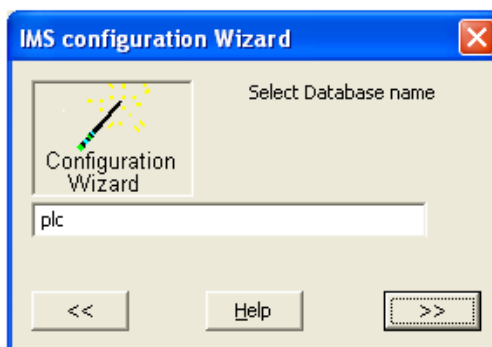 IMS configuration Wizard
Select Database name
Configuration
Wizard
plc
<<
Help
>>